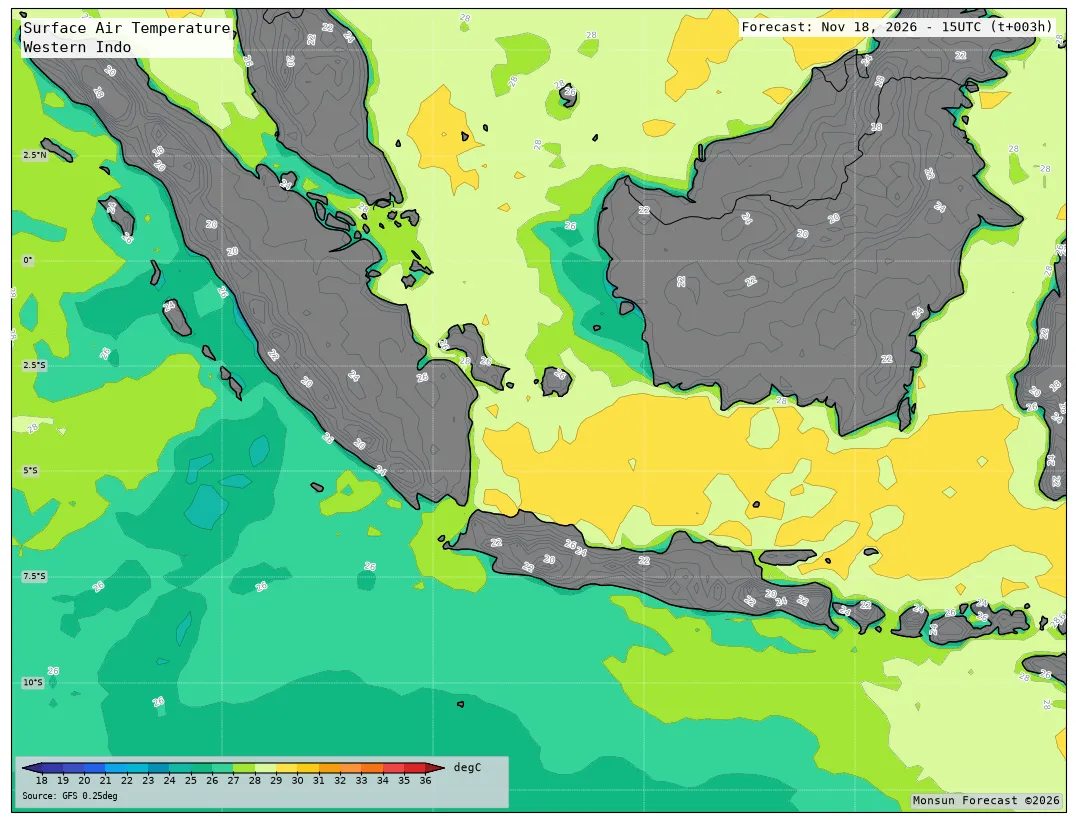 Surface Air Temperature
Western Indo
Forecast: Nov 18, 2026 - 15UTC (t+003h)
2.5°N
0°
2.5°S
5°S
7.5°S
10°S
degC
18 19 20 21 22 23 24 25 26 27 28 29 30 31 32 33 34 35 36
Source: GFS 0.25deg
Monsun Forecast ©2026